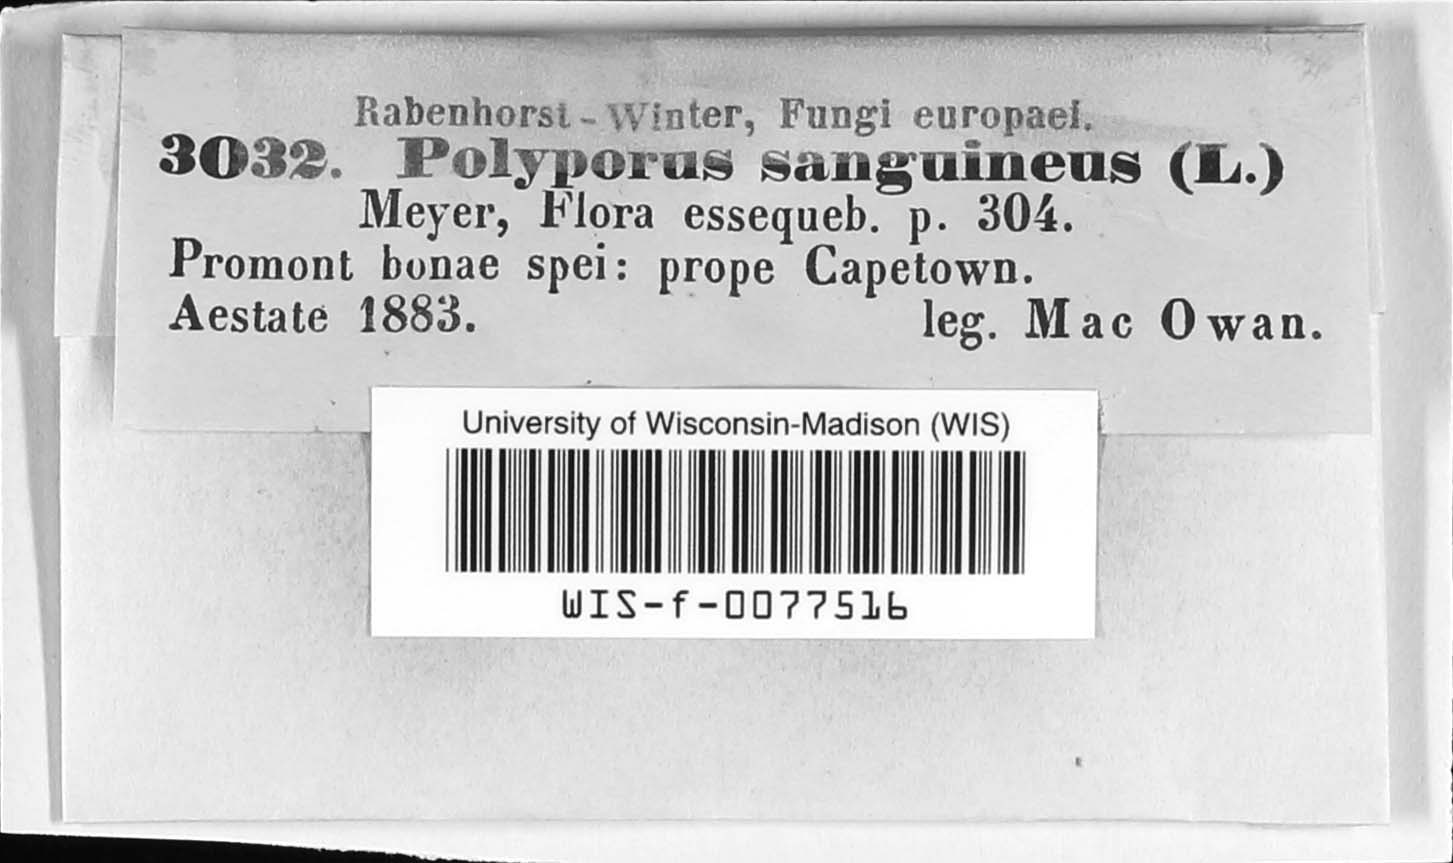 Rabenhorst - Winter, Fungi europaei.
3032. Polyporus sanguineus (L.)
Meyer, Flora essequeb. p. 304.
Promont bonae spei: prope Capetown.
Aestate 1883. leg. Mac Owan.
University of Wisconsin-Madison (WIS)
WIS-f-0077516